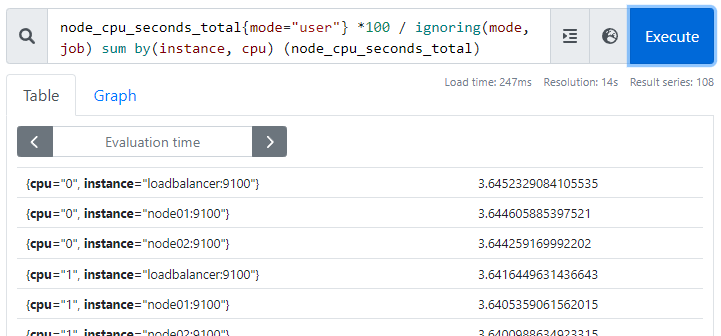 node_cpu_seconds_total{mode="user"} *100 / ignoring(mode,
job) sum by(instance, cpu) (node_cpu_seconds_total)
Execute
Load time: 247ms Resolution: 14s Result series: 108
Table Graph
Evaluation time
{cpu="0", instance="loadbalancer:9100"} 3.6452329084105535
{cpu="0", instance="node01:9100"} 3.644605885397521
{cpu="0", instance="node02:9100"} 3.644259169992202
{cpu="1", instance="loadbalancer:9100"} 3.6416449631436643
{cpu="1", instance="node01:9100"} 3.6405359061562015
{cpu="1", instance="node02:9100"} 3.6400988634923315